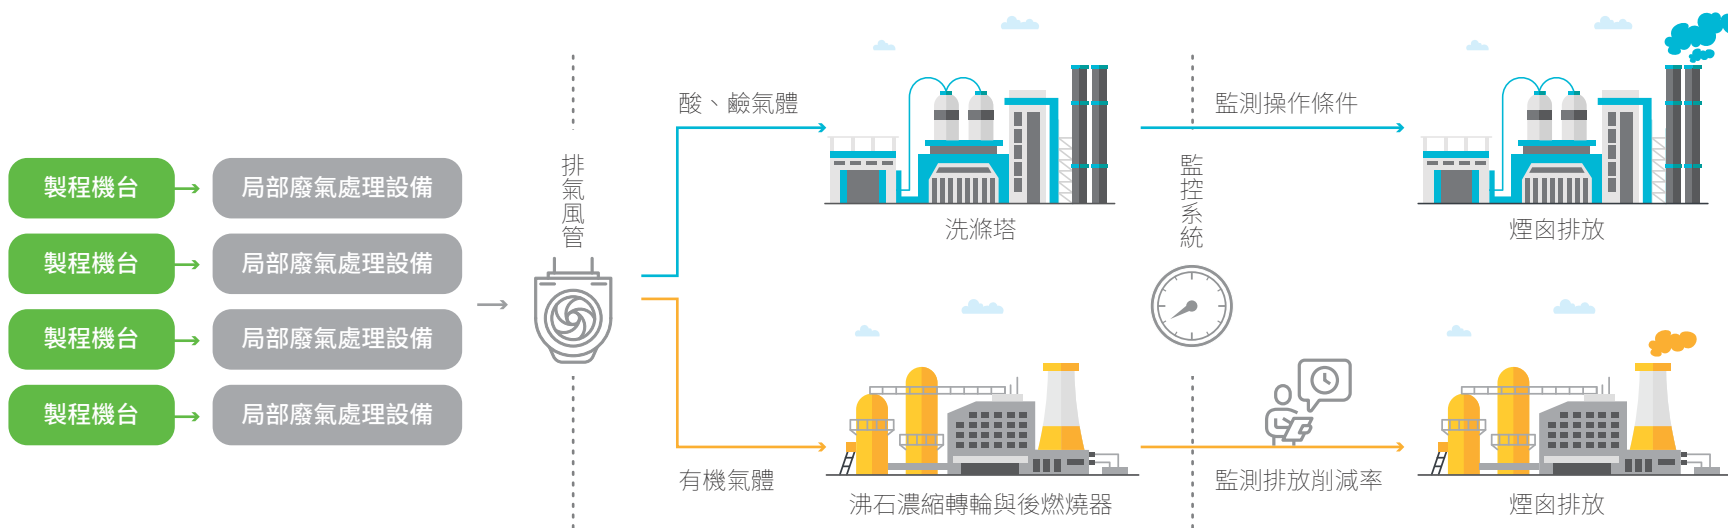 製程機台
局部廢氣處理設備
製程機台
局部廢氣處理設備
製程機台
局部廢氣處理設備
製程機台
局部廢氣處理設備
排氣風管
酸、鹼氣體
洗滌塔
有機氣體
沸石濃縮轉輪與後燃燒器
監控系統
監測操作條件
煙囪排放
監測排放削減率
煙囪排放